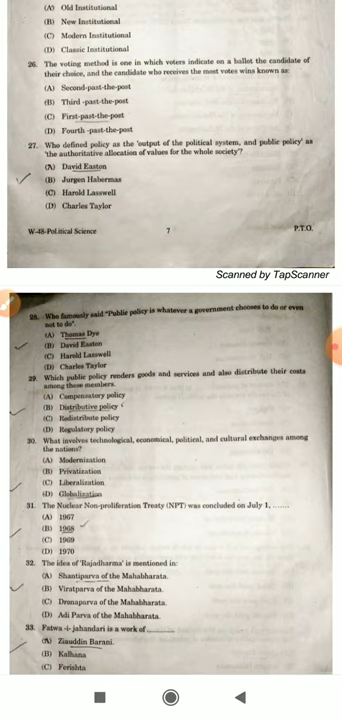 (A) Old Institutional
(B) New Institutional
(C) Modern Institutional
(D) Classic Institutional
26. The voting method is one in which voters indicate on a ballot the candidate of
their choice, and the candidate who receives the most votes wins known as:
(A) Second-past-the-post
(B) Third -past-the-post
(C) First-past-the-post
(D) Fourth -past-the-post
27. Who defined policy as the 'output of the political system, and public policy' as
'the authoritative allocation of values for the whole society'?
(A) David Easton
(B) Jurgen Habermas
(C) Harold Lasswell
(D) Charles Taylor
W-48-Political Science 7 P.T.O.
Scanned by TapScanner
28. Who famously said "Public policy is whatever a government chooses to do or even
not to do".
(A) Thomas Dye
(B) David Easton
(C) Harold Lasswell
(D) Charles Taylor
29. Which public policy renders goods and services and also distribute their costs
among those members.
(A) Compensatory policy
(B) Distributive policy
(C) Redistribute policy
(D) Regulatory policy
30. What involves technological, economical, political, and cultural exchanges among
the nations?
(A) Modernization
(B) Privatization
(C) Liberalization
(D) Globalization
31. The Nuclear Non-proliferation Treaty (NPT) was concluded on July 1, .......
(A) 1967
(B) 1968
(C) 1969
(D) 1970
32. The idea of 'Rajadharma' is mentioned in:
(A) Shantiparva of the Mahabharata.
(B) Viratparva of the Mahabharata.
(C) Dronaparva of the Mahabharata.
(D) Adi Parva of the Mahabharata.
33. Fatwa -i- jahandari is a work of ..........
(A) Ziauddin Barani.
(B) Kalhana
(C) Ferishta